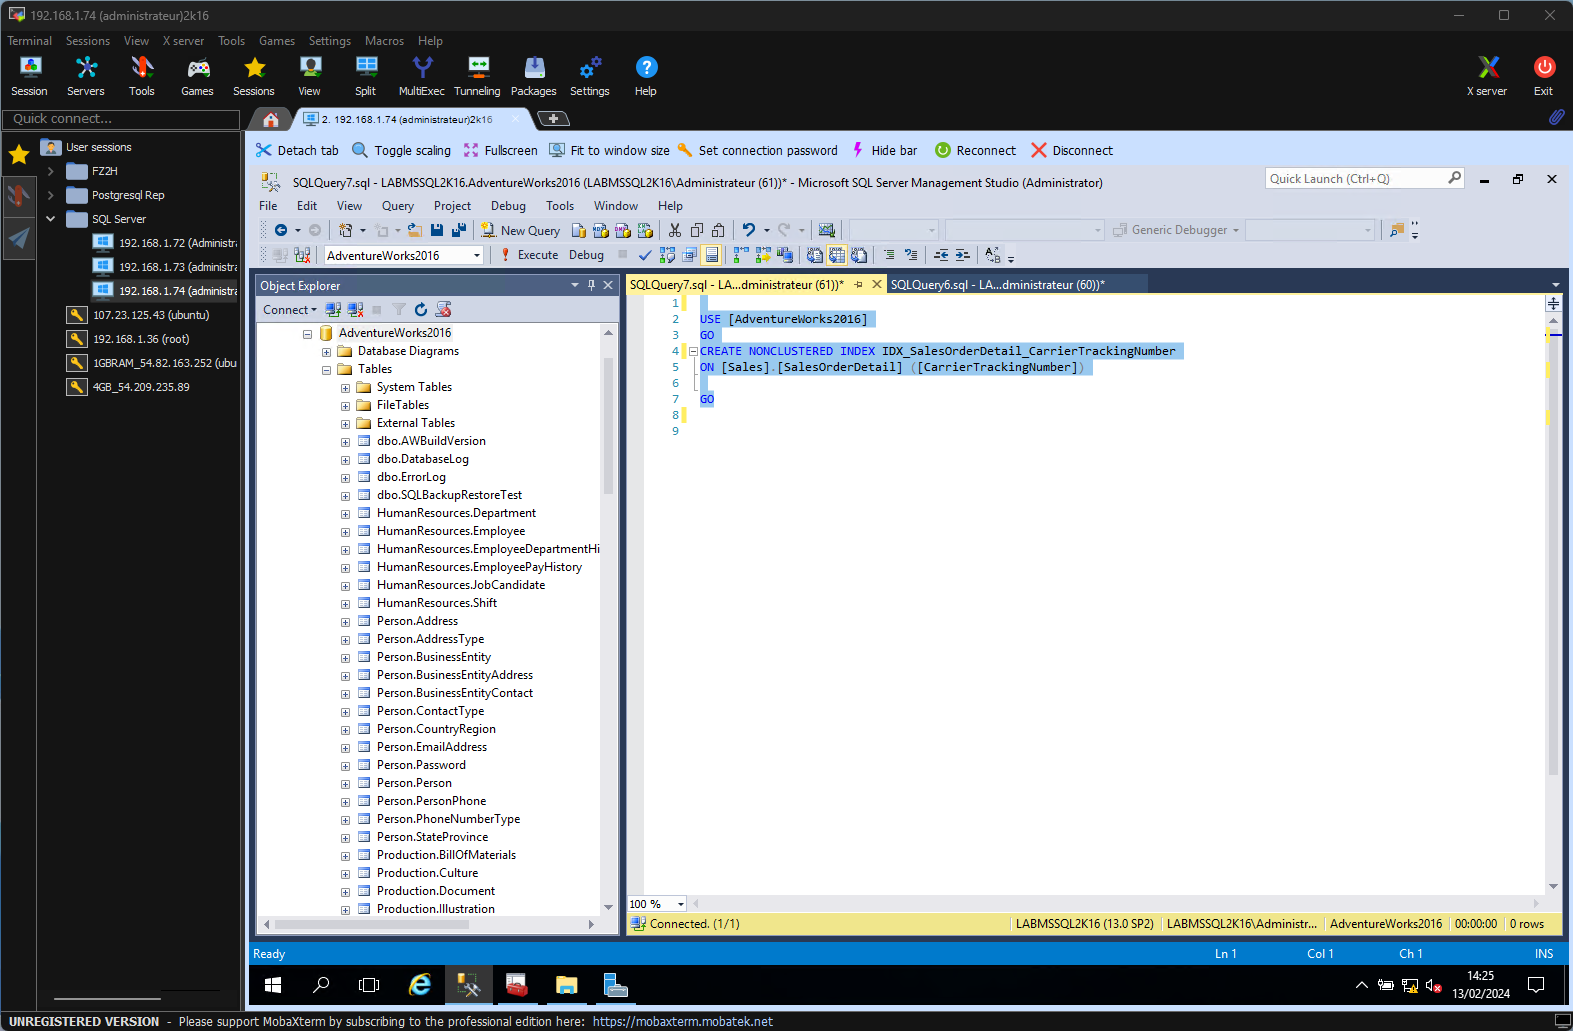 192.168.1.74 (administrateur)2k16
Terminal Sessions View X server Tools Games Settings Macros Help
Session Servers Tools Games Sessions View Split MultiExec Tunneling Packages Settings Help X server Exit
Quick connect...
2. 192.168.1.74 (administrateur)2k16
User sessions
FZ2H
Postgresql Rep
SQL Server
192.168.1.72 (Administra
192.168.1.73 (administra
192.168.1.74 (administra
107.23.125.43 (ubuntu)
192.168.1.36 (root)
1GBRAM_54.82.163.252 (ubu
4GB_54.209.235.89
Detach tab Toggle scaling Fullscreen Fit to window size Set connection password Hide bar Reconnect Disconnect
SQLQuery7.sql - LABMSSQL2K16.AdventureWorks2016 (LABMSSQL2K16\Administrateur (61))* - Microsoft SQL Server Management Studio (Administrator)
Quick Launch (Ctrl+Q)
File Edit View Query Project Debug Tools Window Help
New Query
Generic Debugger
AdventureWorks2016
Execute Debug
Object Explorer
Connect
AdventureWorks2016
Database Diagrams
Tables
System Tables
FileTables
External Tables
dbo.AWBuildVersion
dbo.DatabaseLog
dbo.ErrorLog
dbo.SQLBackupRestoreTest
HumanResources.Department
HumanResources.Employee
HumanResources.EmployeeDepartmentHi
HumanResources.EmployeePayHistory
HumanResources.JobCandidate
HumanResources.Shift
Person.Address
Person.AddressType
Person.BusinessEntity
Person.BusinessEntityAddress
Person.BusinessEntityContact
Person.ContactType
Person.CountryRegion
Person.EmailAddress
Person.Password
Person.Person
Person.PersonPhone
Person.PhoneNumberType
Person.StateProvince
Production.BillOfMaterials
Production.Culture
Production.Document
Production.Illustration
SQLQuery7.sql - LA...dministrateur (61))* SQLQuery6.sql - LA...dministrateur (60))*
1
2 USE [AdventureWorks2016]
3 GO
4 CREATE NONCLUSTERED INDEX IDX_SalesOrderDetail_CarrierTrackingNumber
5 ON [Sales].[SalesOrderDetail] ([CarrierTrackingNumber])
6
7 GO
8
9
100 %
Connected. (1/1) LABMSSQL2K16 (13.0 SP2) LABMSSQL2K16\Administr... AdventureWorks2016 00:00:00 0 rows
Ready Ln 1 Col 1 Ch 1 INS
14:25
13/02/2024
UNREGISTERED VERSION - Please support MobaXterm by subscribing to the professional edition here: https://mobaxterm.mobatek.net